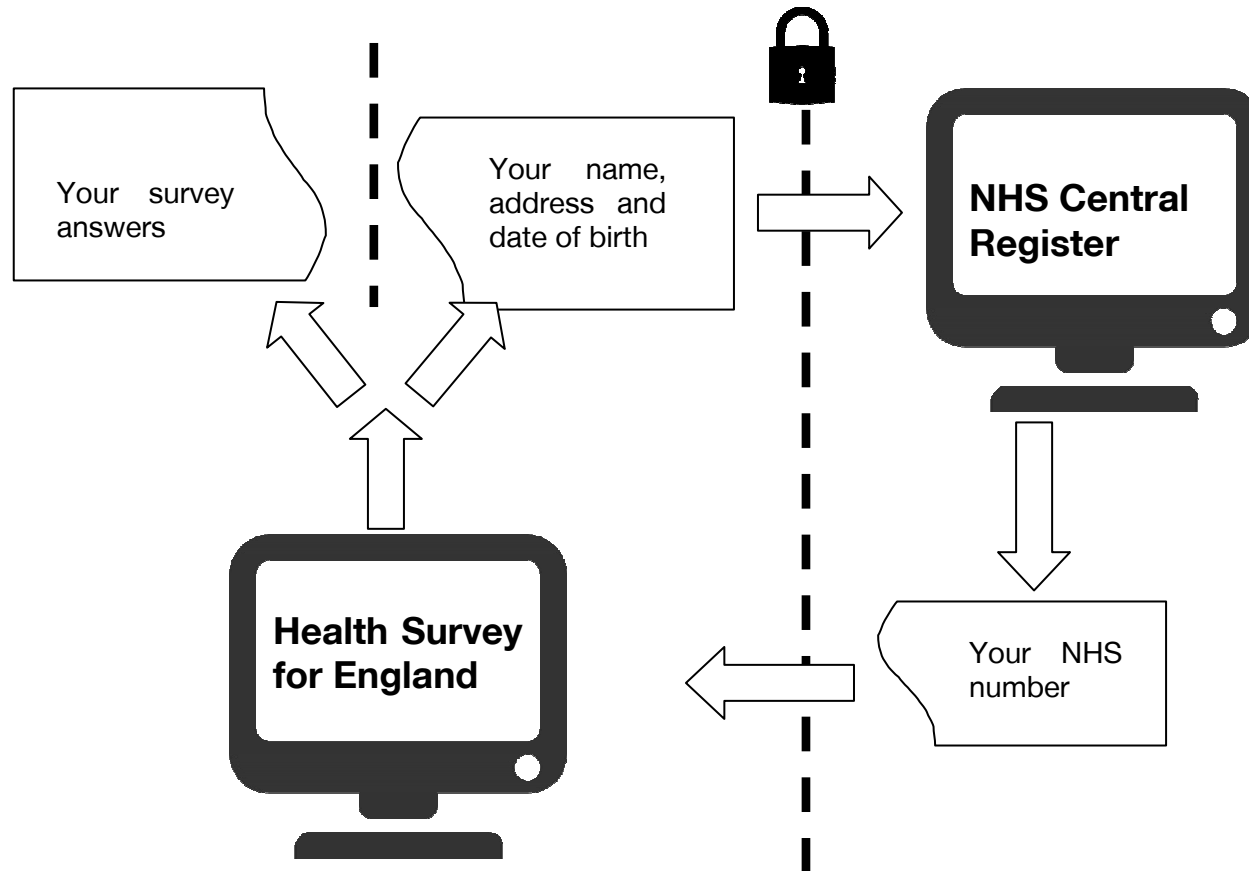 Your survey
answers
Your name,
address and
date of birth
NHS Central
Register
Health Survey
for England
Your NHS
number